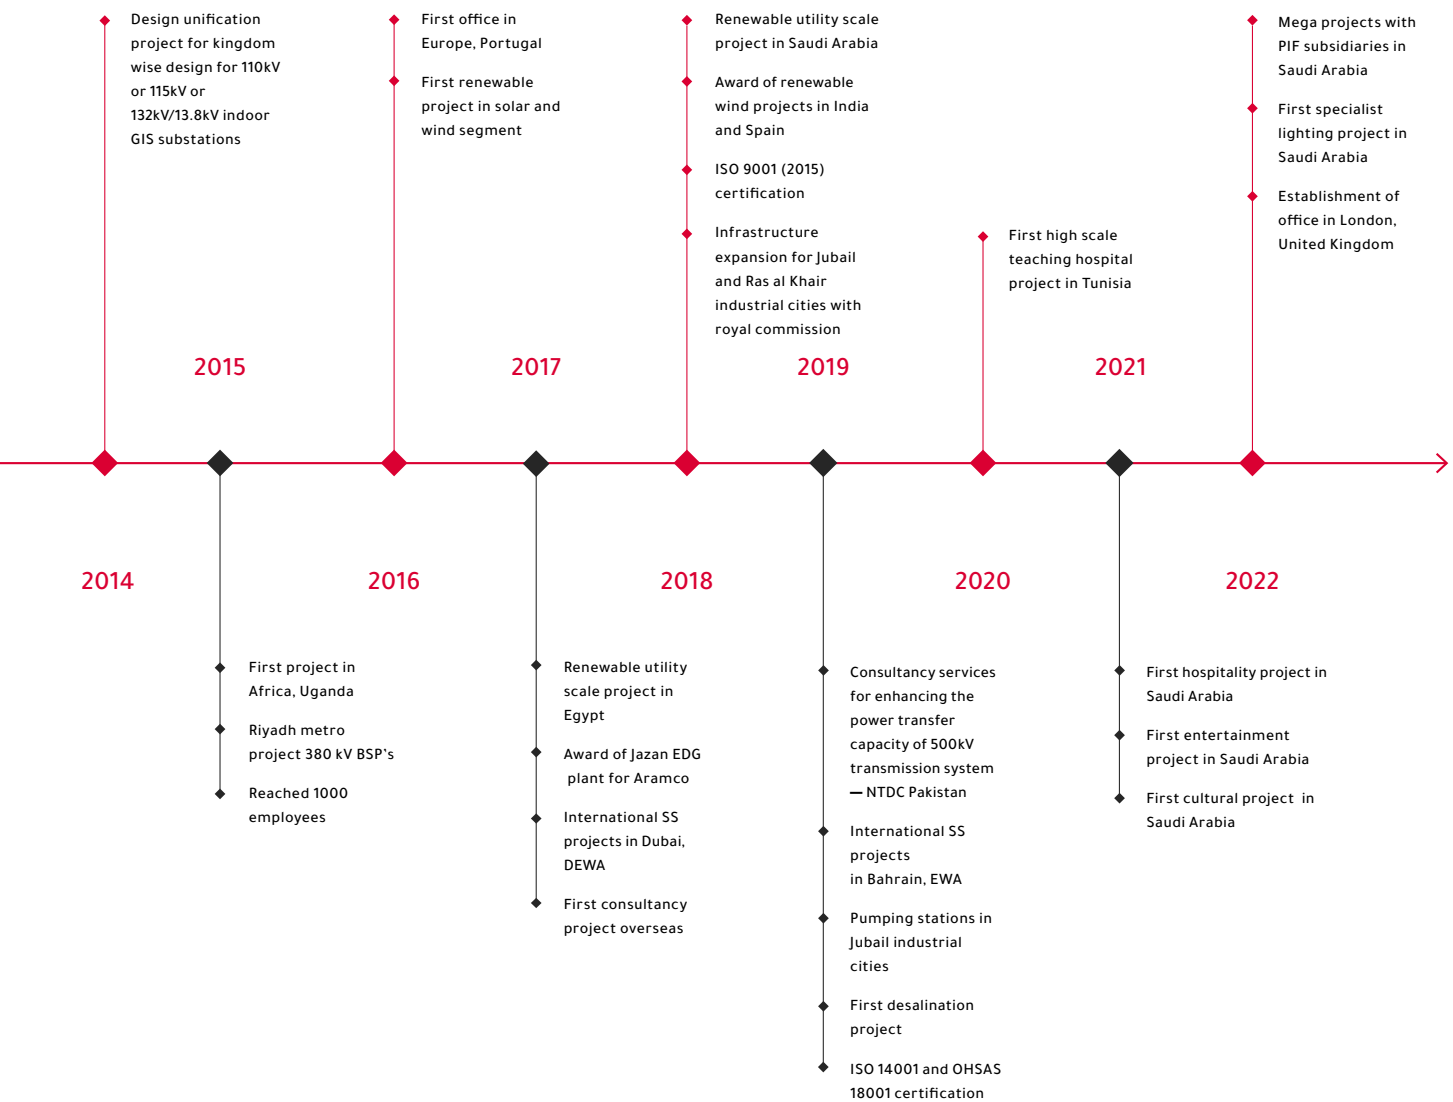 Design unification
project for kingdom
wise design for 110kV
or 115kV or
132kV/13.8kV indoor
GIS substations
2014
2015
First project in
Africa, Uganda
Riyadh metro
project 380 kV BSP's
Reached 1000
employees
First office in
Europe, Portugal
First renewable
project in solar and
wind segment
2016
2017
Renewable utility
scale project in
Egypt
Award of Jazan EDG
plant for Aramco
International SS
projects in Dubai,
DEWA
First consultancy
project overseas
Renewable utility scale
project in Saudi Arabia
Award of renewable
wind projects in India
and Spain
ISO 9001 (2015)
certification
Infrastructure
expansion for Jubail
and Ras al Khair
industrial cities with
royal commission
2018
2019
Consultancy services
for enhancing the
power transfer
capacity of 500kV
transmission system
— NTDC Pakistan
International SS
projects
in Bahrain, EWA
Pumping stations in
Jubail industrial
cities
First desalination
project
ISO 14001 and OHSAS
18001 certification
First high scale
teaching hospital
project in Tunisia
2020
2021
First hospitality project in
Saudi Arabia
First entertainment
project in Saudi Arabia
First cultural project in
Saudi Arabia
Mega projects with
PIF subsidiaries in
Saudi Arabia
First specialist
lighting project in
Saudi Arabia
Establishment of
office in London,
United Kingdom
2022